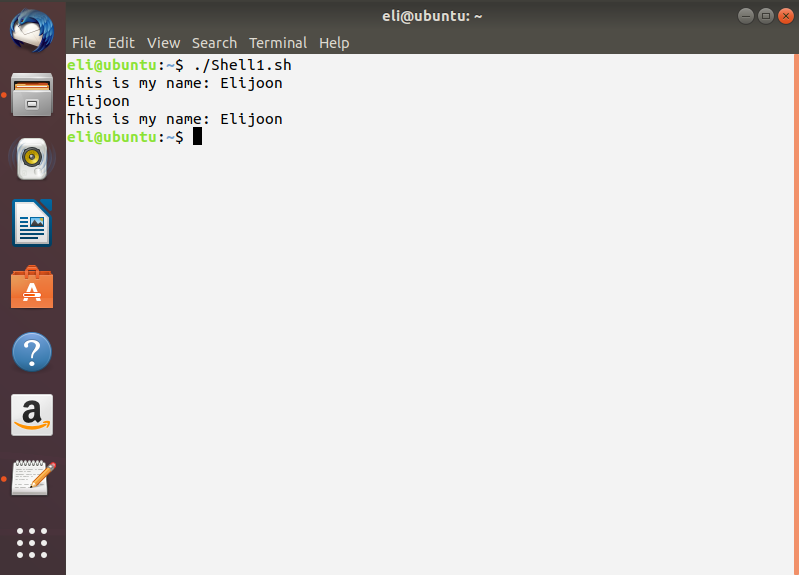 eli@ubuntu: ~
File Edit View Search Terminal Help
eli@ubuntu:~$ ./Shell1.sh
This is my name: Elijoon
Elijoon
This is my name: Elijoon
eli@ubuntu:~$